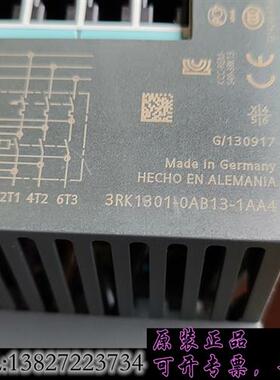 G/130917
Made in Germany
HECHO EN ALEMANIA
2T1 4T2 6T3
3RK1301-0AB13-1AA4
原装正品
:13827223734
可开专票